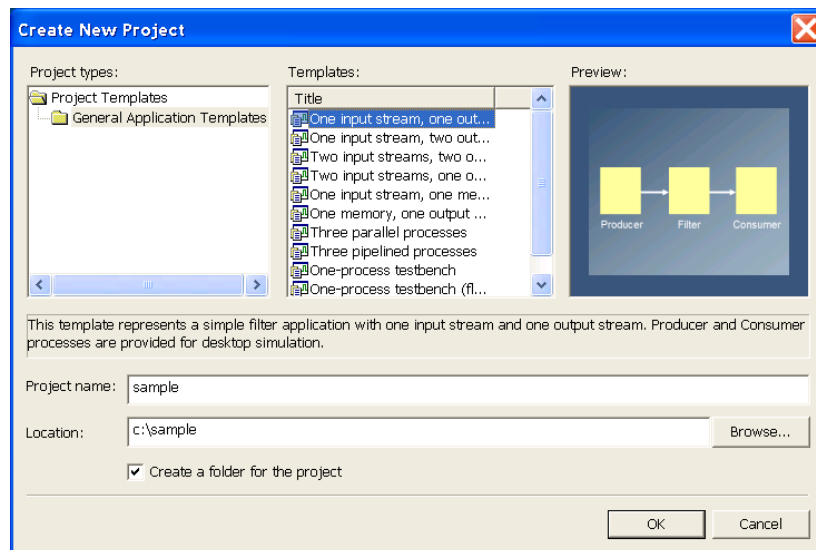 Create New Project
Project types:
Templates:
Preview:
Project Templates
General Application Templates
Title
One input stream, one out...
One input stream, two out...
Two input streams, two o...
Two input streams, one o...
One input stream, one me...
One memory, one output ...
Three parallel processes
Three pipelined processes
One-process testbench
One-process testbench (fl...
Producer
Filter
Consumer
This template represents a simple filter application with one input stream and one output stream. Producer and Consumer
processes are provided for desktop simulation.
Project name:
sample
Location:
c:\sample
Browse...
Create a folder for the project
OK
Cancel